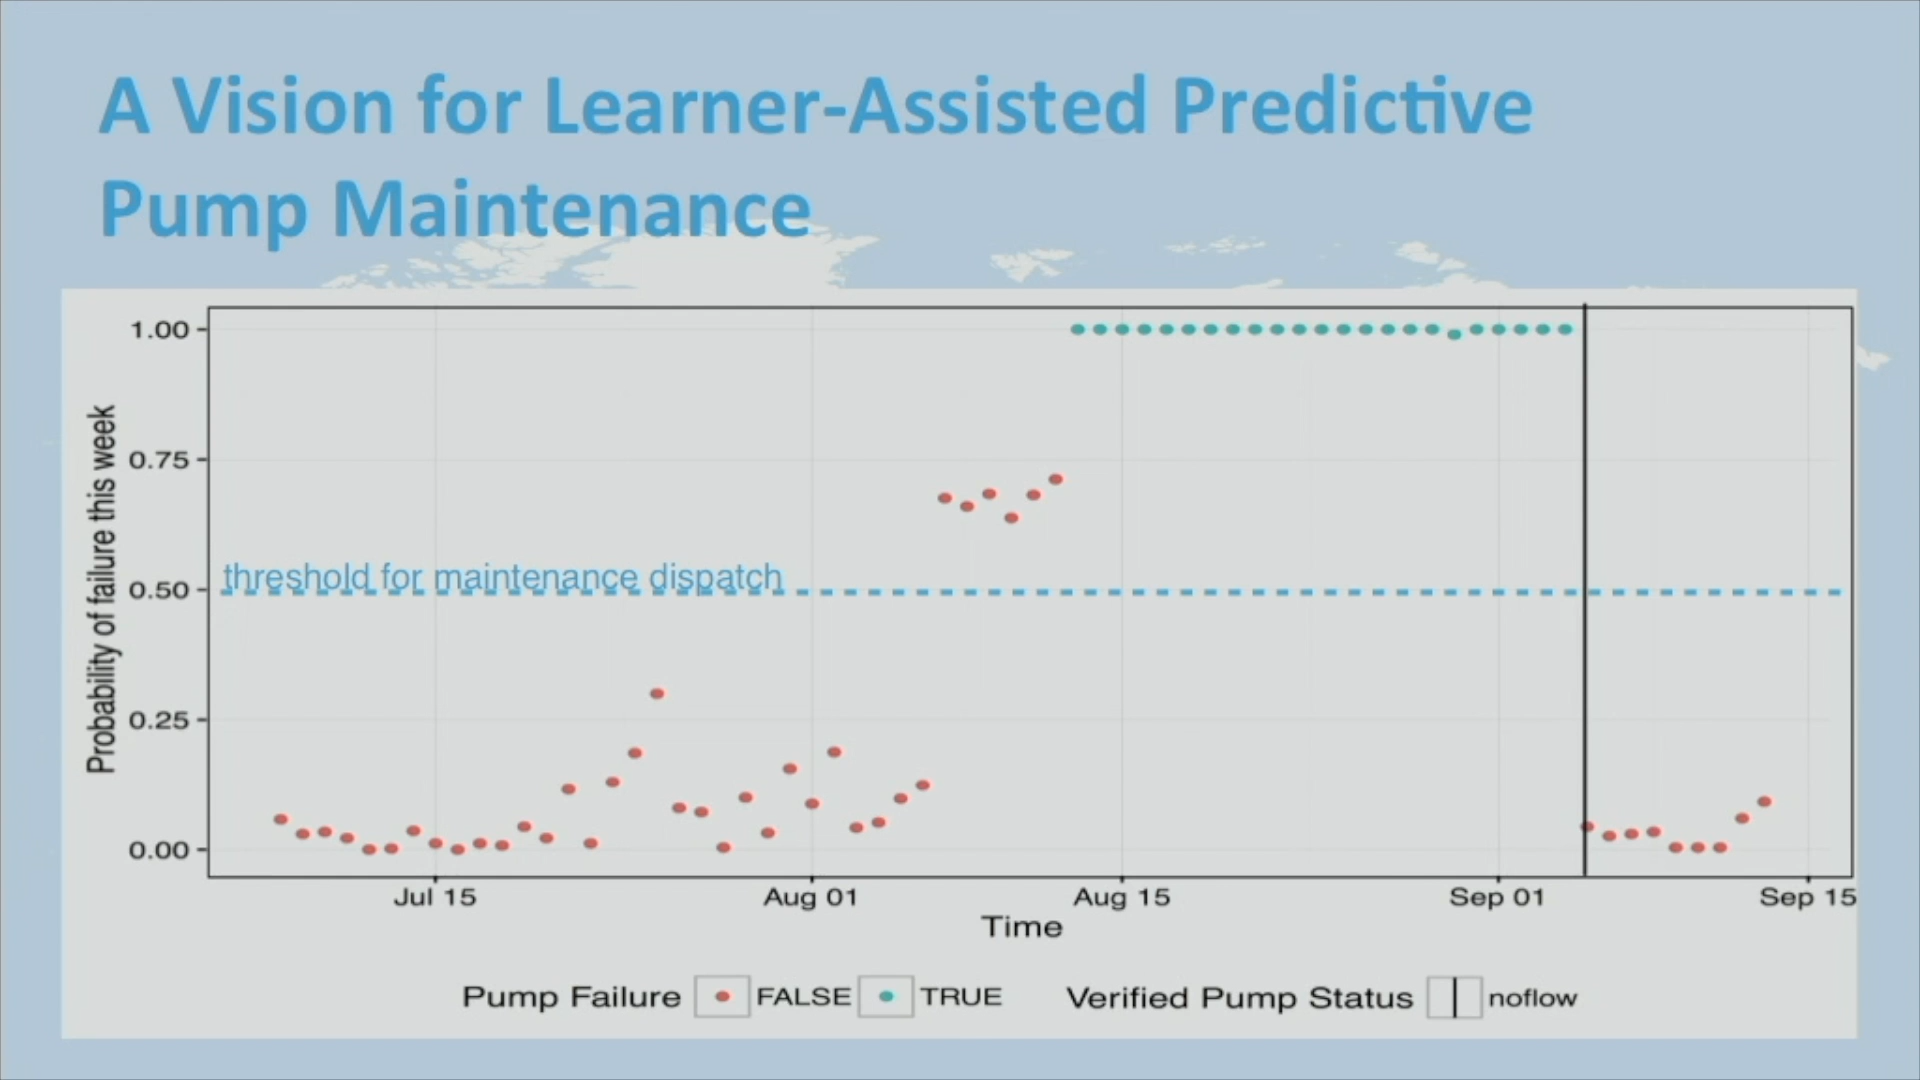 A Vision for Learner-Assisted Predictive
Pump Maintenance
Probability of failure this week
1.00
0.75
threshold for maintenance dispatch
0.50
0.25
0.00
Jul 15
Aug 01
Aug 15
Sep 01
Sep 15
Time
Pump Failure FALSE TRUE Verified Pump Status noflow